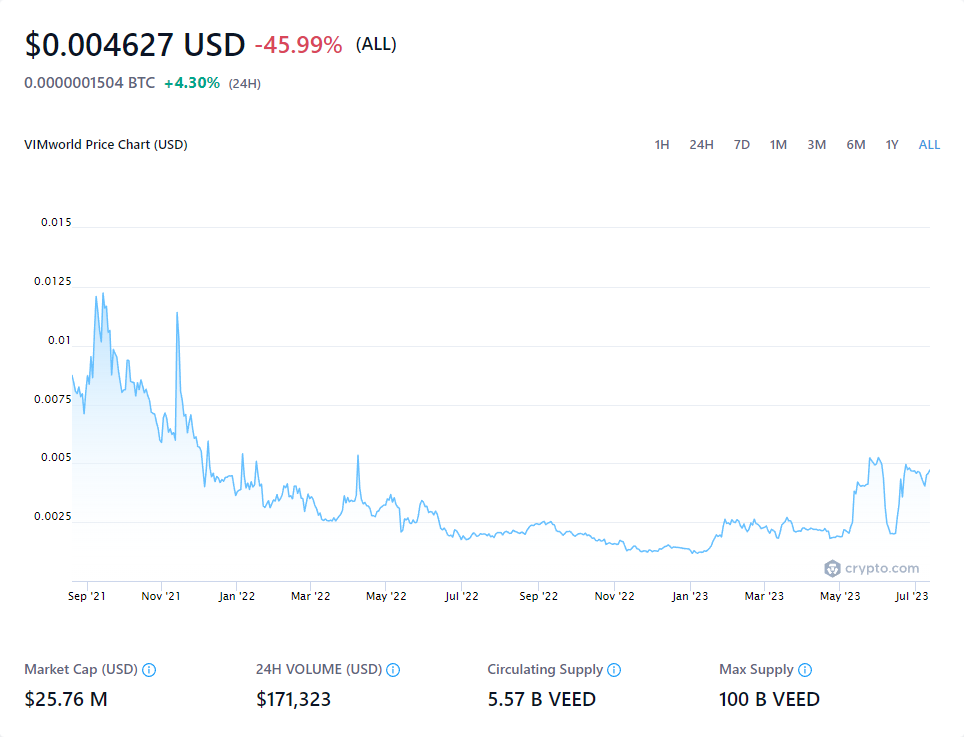 $0.004627 USD -45.99% (ALL)
0.0000001504 BTC +4.30% (24H)
VIMworld Price Chart (USD) 1H 24H 7D 1M 3M 6M 1Y ALL
0.015
0.0125
0.01
0.0075
0.005
0.0025
crypto.com
Sep '21 Nov '21 Jan '22 Mar '22 May '22 Jul '22 Sep '22 Nov '22 Jan '23 Mar '23 May '23 Jul '23
Market Cap (USD) 24H VOLUME (USD) Circulating Supply Max Supply
$25.76 M $171,323 5.57 B VEED 100 B VEED